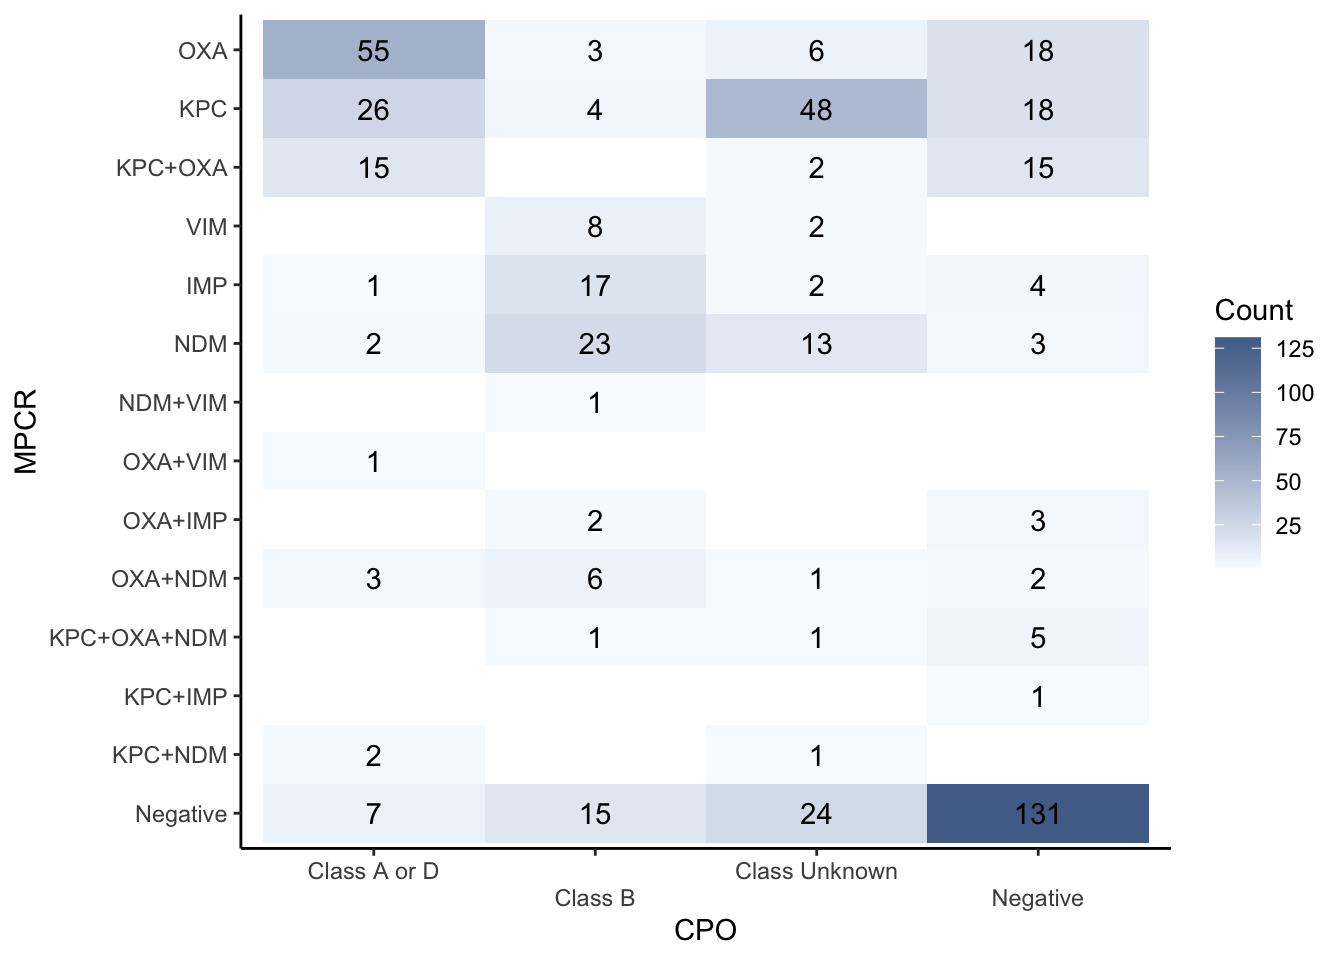 OXA 55 3 6 18
KPC 26 4 48 18
KPC+OXA 15 2 15
VIM 8 2
IMP 1 17 2 4
NDM 2 23 13 3
NDM+VIM 1
OXA+VIM 1
OXA+IMP 2 3
OXA+NDM 3 6 1 2
KPC+OXA+NDM 1 1 5
KPC+IMP 1
KPC+NDM 2 1
Negative 7 15 24 131
Class A or D Class Unknown
Class B Negative
CPO
MPCR
Count
125
100
75
50
25